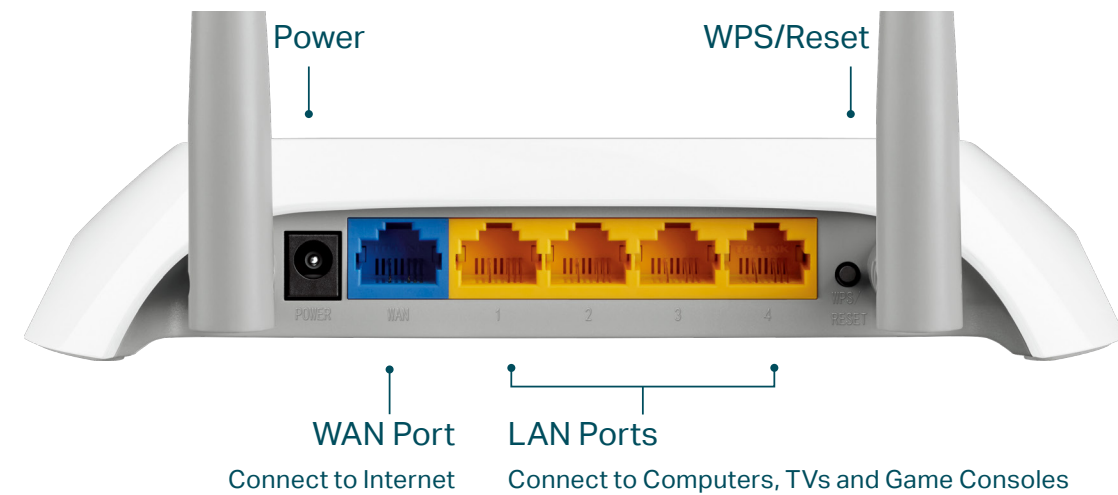 Power
WPS/Reset
POWER
WAN
1
2
3
4
WPS/
RESET
WAN Port
LAN Ports
Connect to Internet
Connect to Computers, TVs and Game Consoles